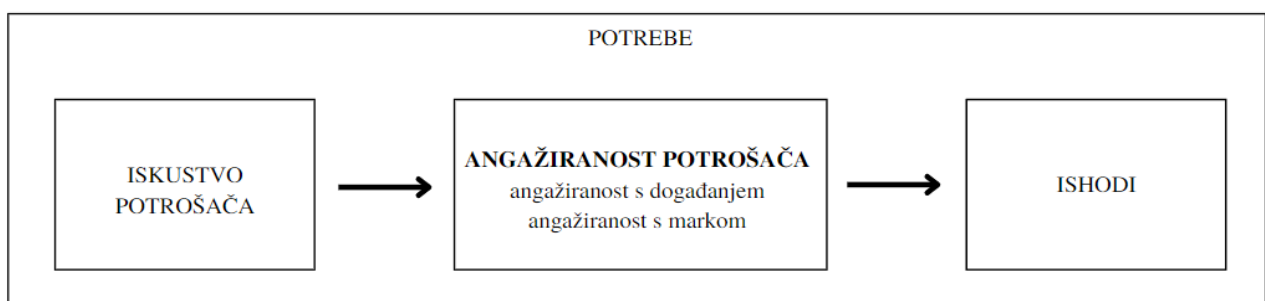 POTREBE
ISKUSTVO
POTROŠAČA
ANGAŽIRANOST POTROŠAČA
angažiranost s događanjem
angažiranost s markom
ISHODI